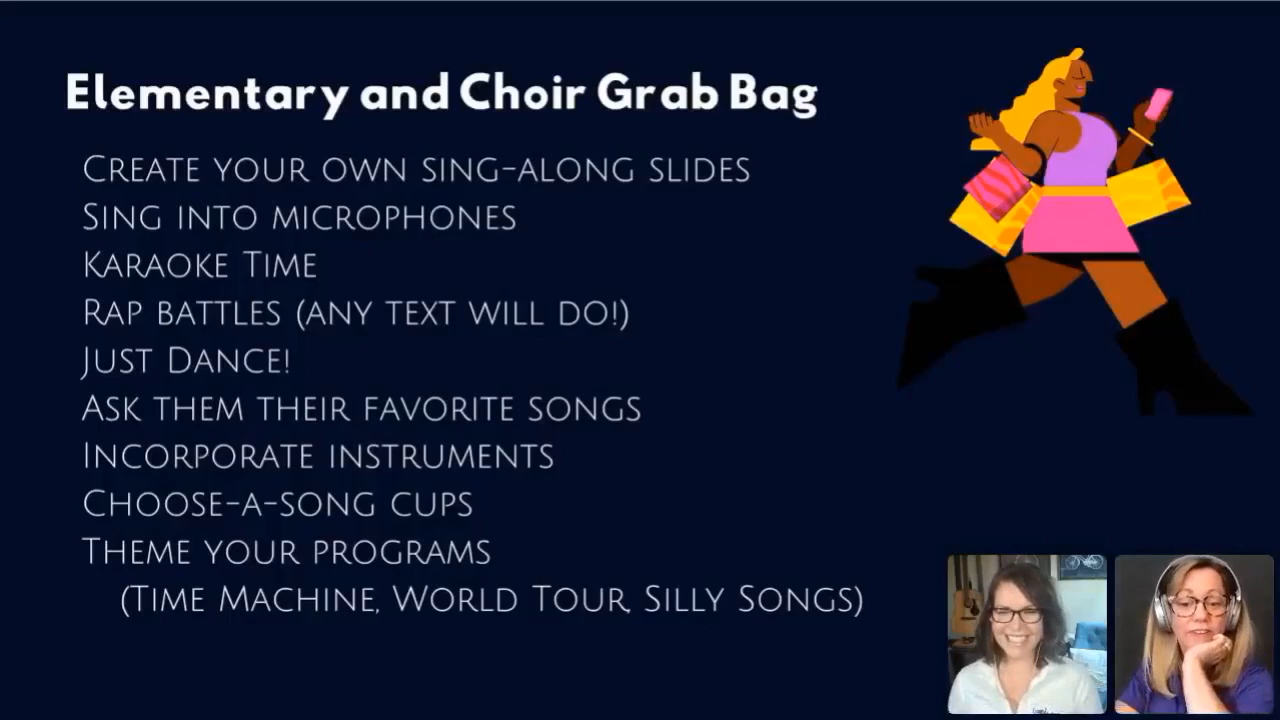 Elementary and Choir Grab Bag
Create your own sing-along slides
Sing into microphones
Karaoke Time
Rap battles (any text will do!)
Just Dance!
Ask them their favorite songs
Incorporate instruments
Choose-a-song cups
Theme your programs
(Time Machine, World Tour, Silly Songs)